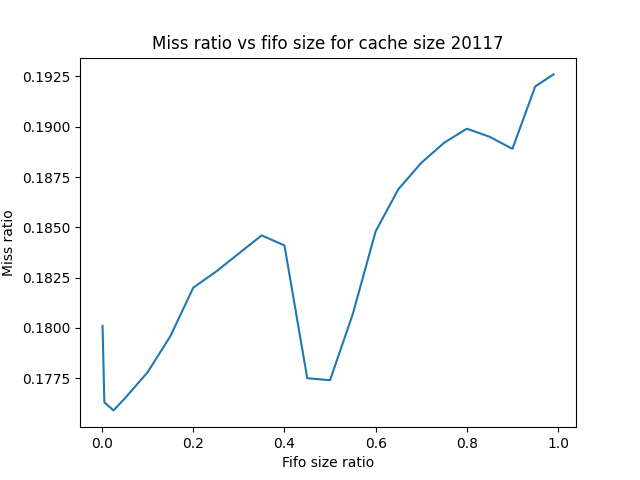 Miss ratio vs fifo size for cache size 20117
0.1925
0.1900
0.1875
0.1850
0.1825
0.1800
0.1775
Miss ratio
0.0 0.2 0.4 0.6 0.8 1.0
Fifo size ratio